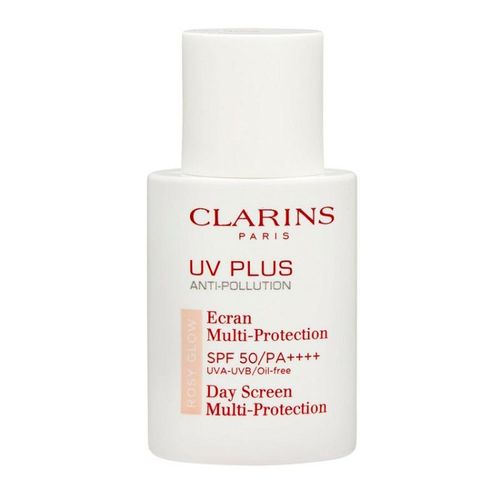 CLARINS
PARIS
UV PLUS
ANTI-POLLUTION
ROSY GLOW
Ecran
Multi-Protection
SPF 50/PA++++
UVA-UVB/Oil-free
Day Screen
Multi-Protection